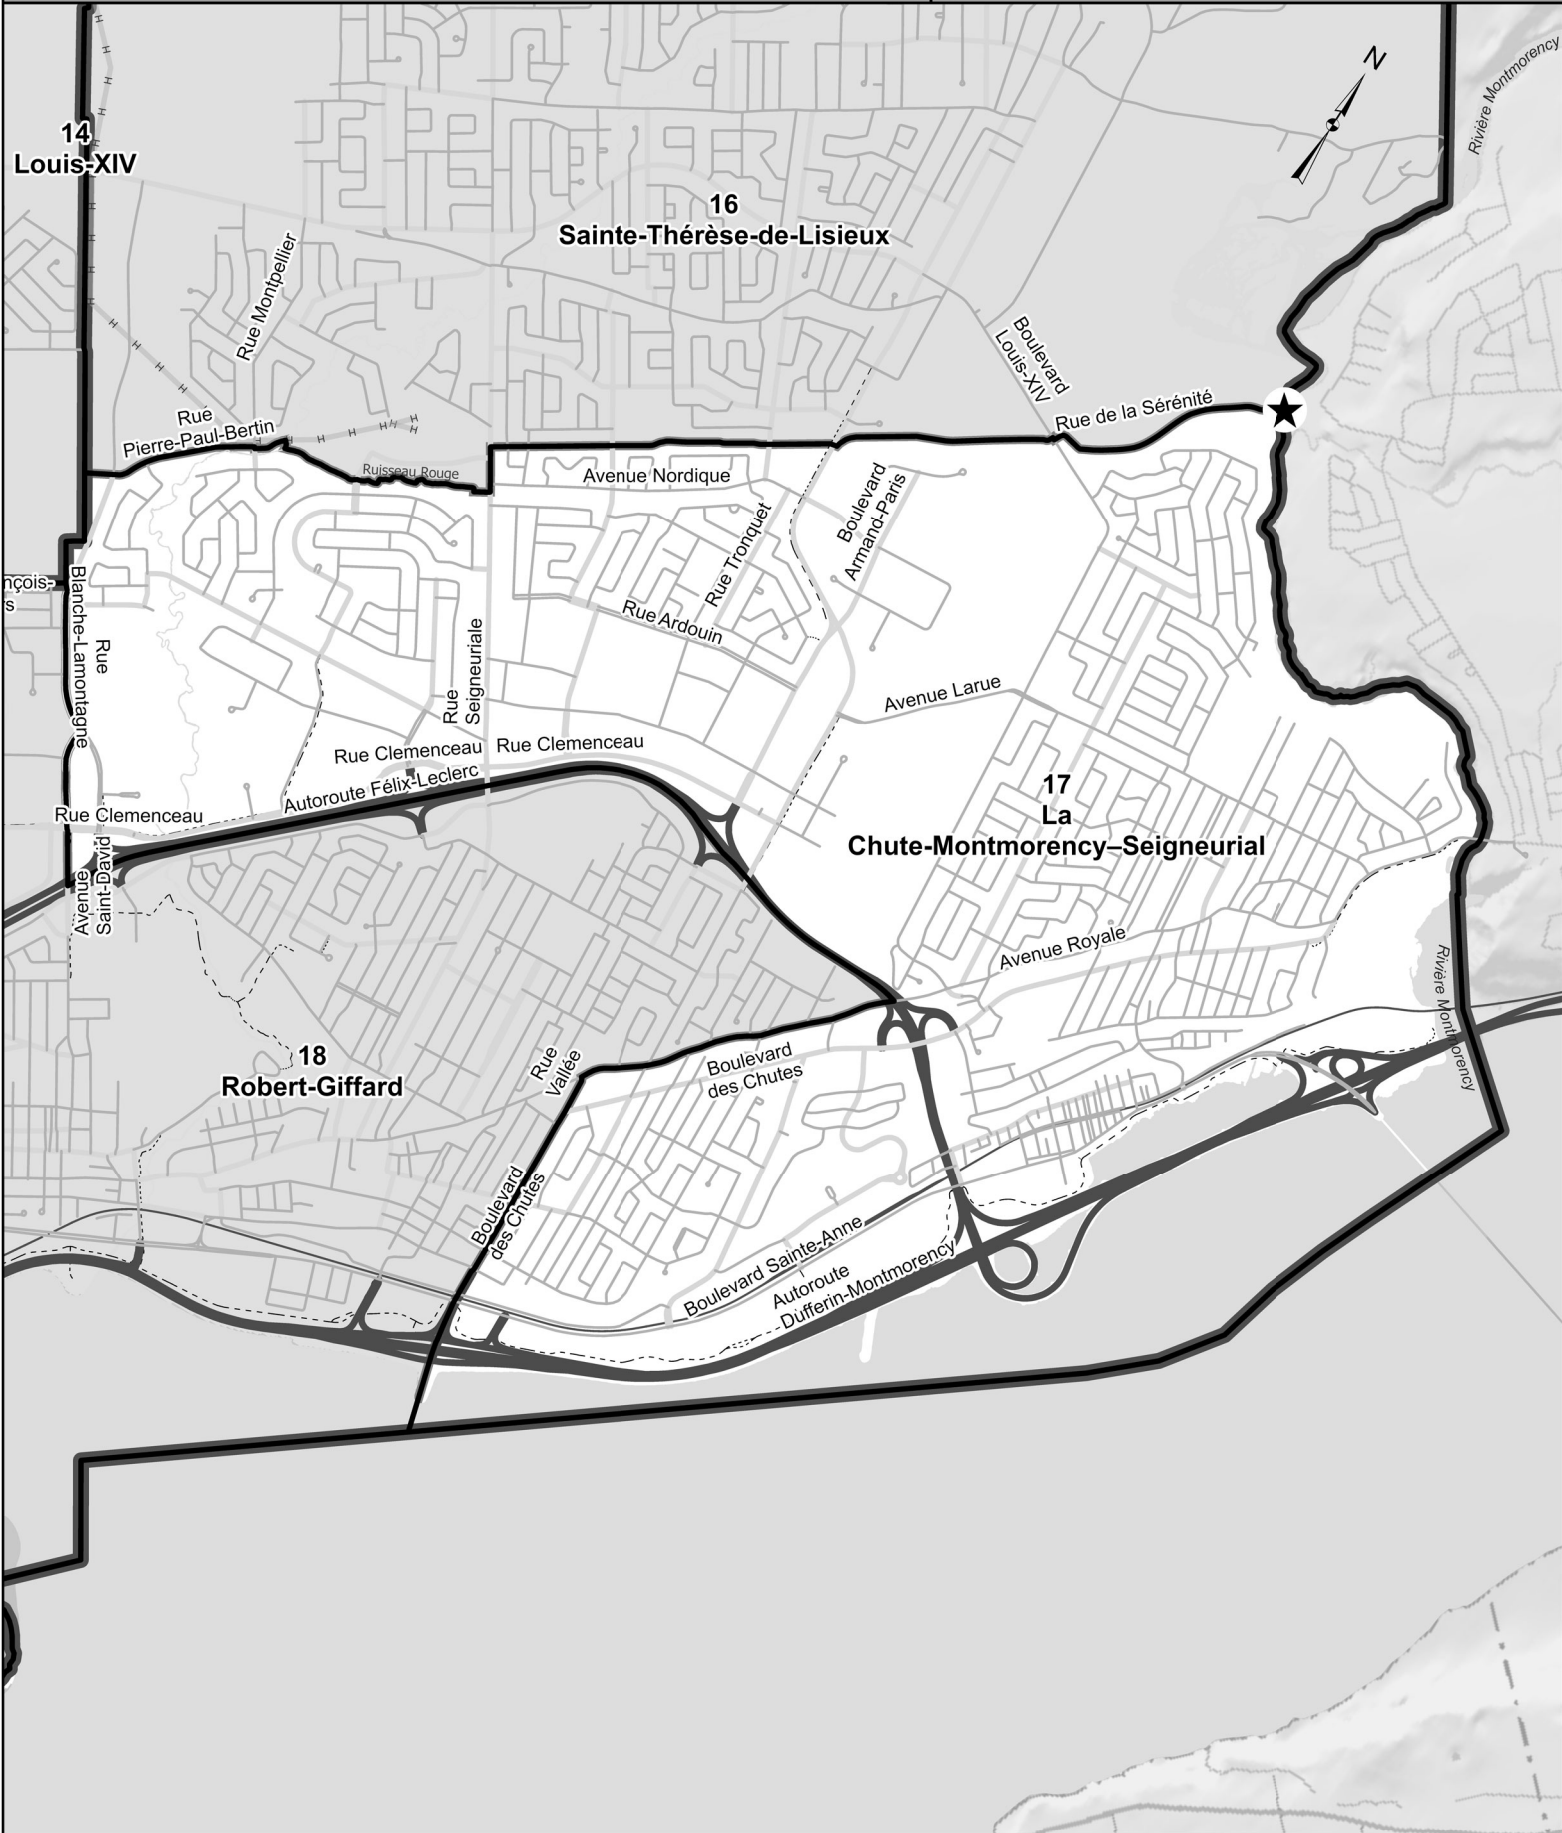 N
Rivière Montmorency
14
Louis-XIV
16
Sainte-Thérèse-de-Lisieux
Rue Montpellier
Boulevard
Louis-XIV
Rue de la Sérénité
Rue
Pierre-Paul-Bertin
Ruisseau Rouge
Avenue Nordique
Boulevard
Armand-Paris
Rue Tronquet
nçois-
rs
Blanche-Lamontagne
Rue
Rue Ardouin
Rue
Seigneuriale
Avenue Larue
Rue Clemenceau
Rue Clemenceau
Autoroute Félix-Leclerc
17
La
Chute-Montmorency–Seigneurial
Rue Clemenceau
Avenue
Saint-David
Avenue Royale
Rivière Montmorency
18
Robert-Giffard
Rue
Vallée
Boulevard
des Chutes
Boulevard
des Chutes
Boulevard Sainte-Anne
Autoroute
Dufferin-Montmorency